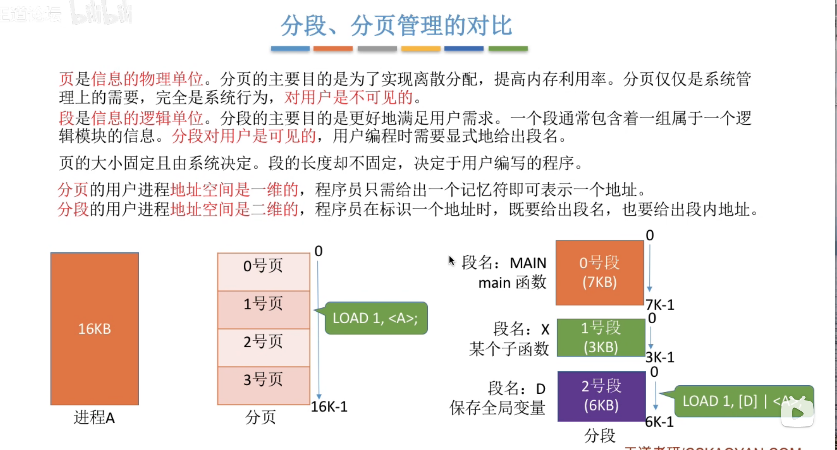 分段、分页管理的对比
页是信息的物理单位。分页的主要目的是为了实现离散分配，提高内存利用率。分页仅仅是系统管
理上的需要，完全是系统行为，对用户是不可见的。
段是信息的逻辑单位。分段的主要目的是更好地满足用户需求。一个段通常包含着一组属于一个逻
辑模块的信息。分段对用户是可见的，用户编程时需要显式地给出段名。
页的大小固定且由系统决定。段的长度却不固定，决定于用户编写的程序。
分页的用户进程地址空间是一维的，程序员只需给出一个记忆符即可表示一个地址。
分段的用户进程地址空间是二维的，程序员在标识一个地址时，既要给出段名，也要给出段内地址。
16KB
进程A
0号页
1号页
2号页
3号页
分页
0
16K-1
LOAD 1, <A>;
段名：MAIN
main 函数
0号段
(7KB)
0
7K-1
段名：X
某个子函数
1号段
(3KB)
0
3K-1
段名：D
保存全局变量
2号段
(6KB)
0
6K-1
LOAD 1, [D] |
分段